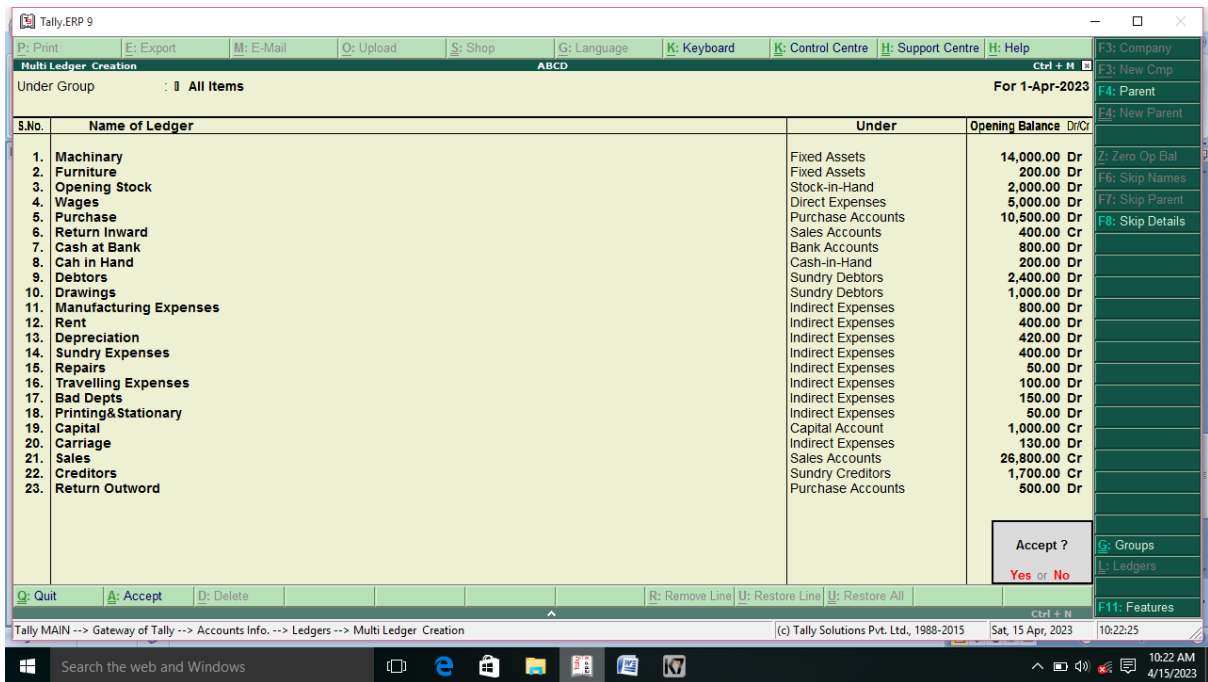 Tally.ERP 9
P: Print E: Export M: E-Mail O: Upload S: Shop G: Language K: Keyboard K: Control Centre H: Support Centre H: Help F3: Company
Multi Ledger Creation ABCD Ctrl + M F3: New Cmp
Under Group : All Items For 1-Apr-2023 F4: Parent
F4: New Parent
S.No. Name of Ledger Under Opening Balance Dr/Cr
1. Machinary Fixed Assets 14,000.00 Dr Z: Zero Op Bal
2. Furniture Fixed Assets 200.00 Dr F6: Skip Names
3. Opening Stock Stock-in-Hand 2,000.00 Dr
4. Wages Direct Expenses 5,000.00 Dr F7: Skip Parent
5. Purchase Purchase Accounts 10,500.00 Dr F8: Skip Details
6. Return Inward Sales Accounts 400.00 Cr
7. Cash at Bank Bank Accounts 800.00 Dr
8. Cah in Hand Cash-in-Hand 200.00 Dr
9. Debtors Sundry Debtors 2,400.00 Dr
10. Drawings Sundry Debtors 1,000.00 Dr
11. Manufacturing Expenses Indirect Expenses 800.00 Dr
12. Rent Indirect Expenses 400.00 Dr
13. Depreciation Indirect Expenses 420.00 Dr
14. Sundry Expenses Indirect Expenses 400.00 Dr
15. Repairs Indirect Expenses 50.00 Dr
16. Travelling Expenses Indirect Expenses 100.00 Dr
17. Bad Depts Indirect Expenses 150.00 Dr
18. Printing&Stationary Indirect Expenses 50.00 Dr
19. Capital Capital Account 1,000.00 Cr
20. Carriage Indirect Expenses 130.00 Dr
21. Sales Sales Accounts 26,800.00 Cr
22. Creditors Sundry Creditors 1,700.00 Cr
23. Return Outword Purchase Accounts 500.00 Dr
Accept ? G: Groups
Yes or No L: Ledgers
Q: Quit A: Accept D: Delete R: Remove Line U: Restore Line U: Restore All F11: Features
Ctrl + N
Tally MAIN --> Gateway of Tally --> Accounts Info. --> Ledgers --> Multi Ledger Creation (c) Tally Solutions Pvt. Ltd., 1988-2015 Sat, 15 Apr, 2023 10:22:25
Search the web and Windows 10:22 AM
4/15/2023